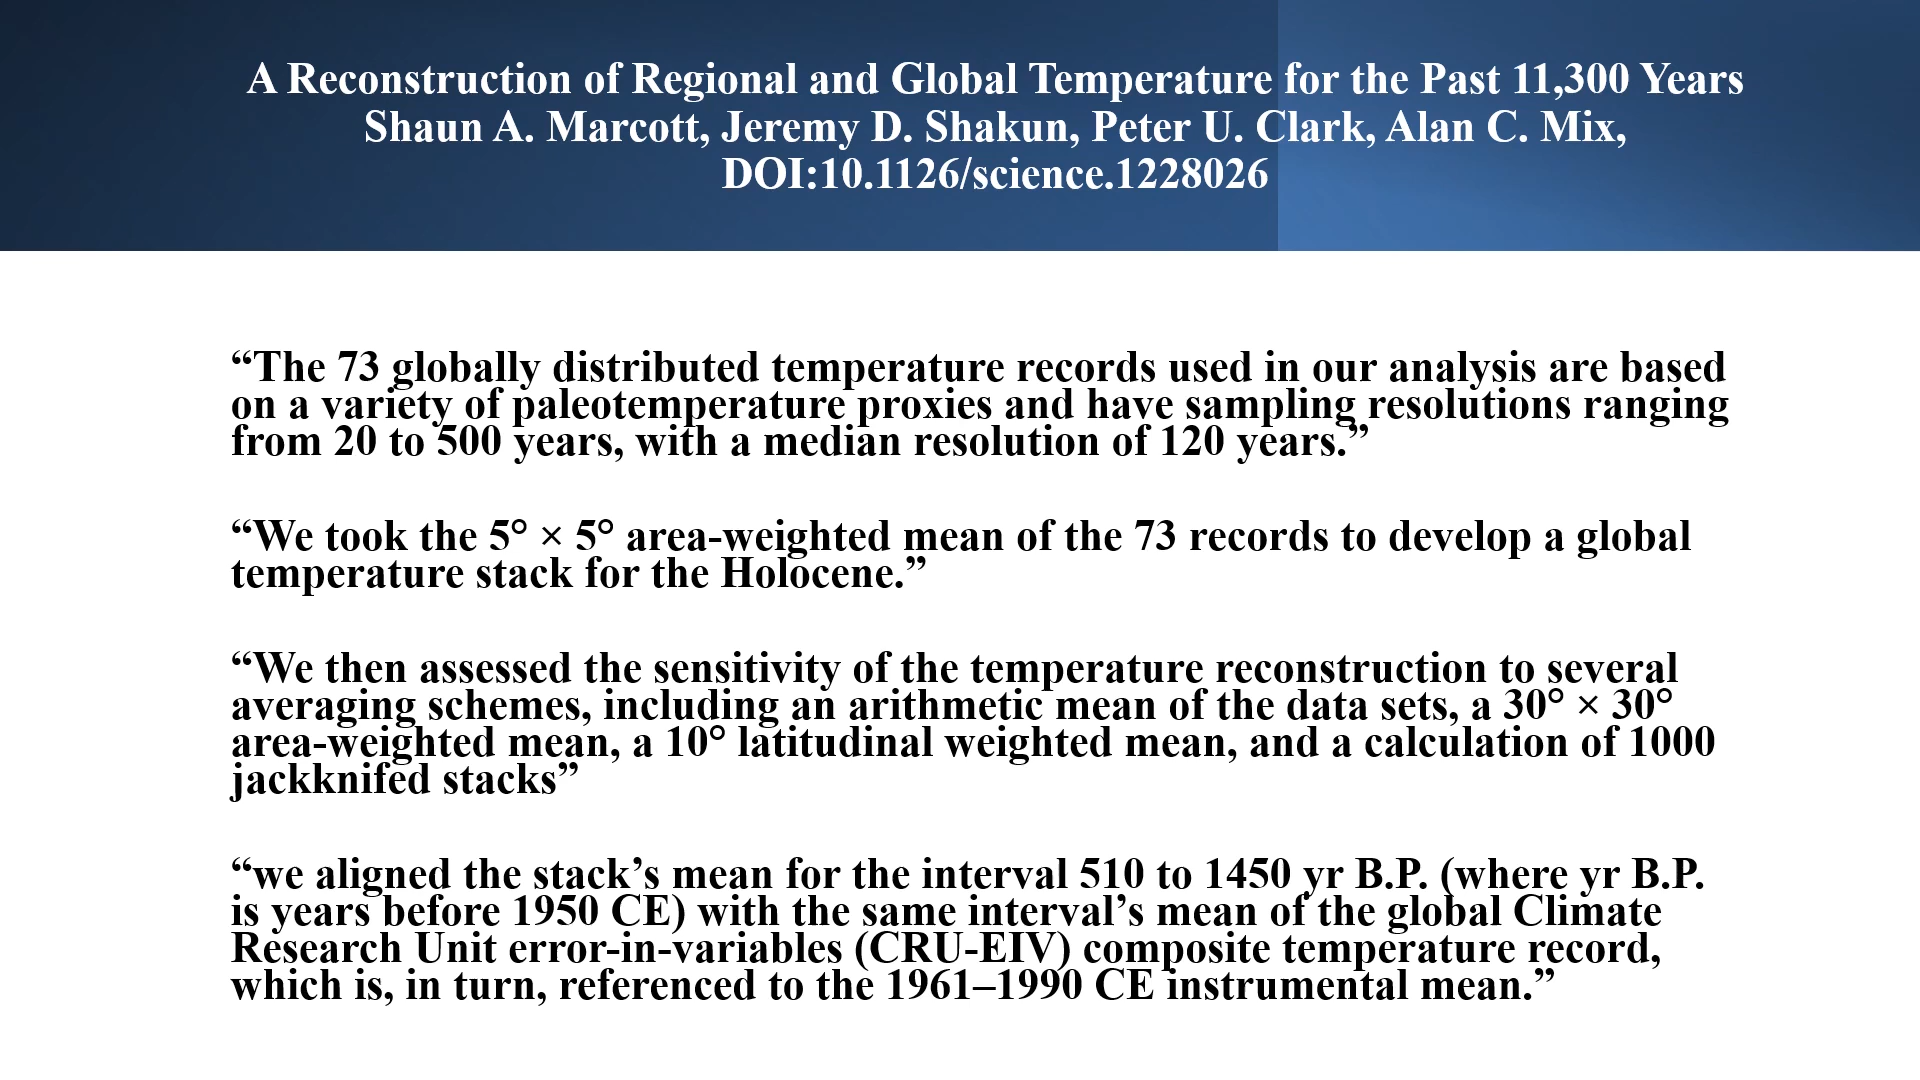 A Reconstruction of Regional and Global Temperature for the Past 11,300 Years
Shaun A. Marcott, Jeremy D. Shakun, Peter U. Clark, Alan C. Mix,
DOI:10.1126/science.1228026
“The 73 globally distributed temperature records used in our analysis are based
on a variety of paleotemperature proxies and have sampling resolutions ranging
from 20 to 500 years, with a median resolution of 120 years.”
“We took the 5° × 5° area-weighted mean of the 73 records to develop a global
temperature stack for the Holocene.”
“We then assessed the sensitivity of the temperature reconstruction to several
averaging schemes, including an arithmetic mean of the data sets, a 30° × 30°
area-weighted mean, a 10° latitudinal weighted mean, and a calculation of 1000
jackknifed stacks”
“we aligned the stack’s mean for the interval 510 to 1450 yr B.P. (where yr B.P.
is years before 1950 CE) with the same interval’s mean of the global Climate
Research Unit error-in-variables (CRU-EIV) composite temperature record,
which is, in turn, referenced to the 1961–1990 CE instrumental mean.”